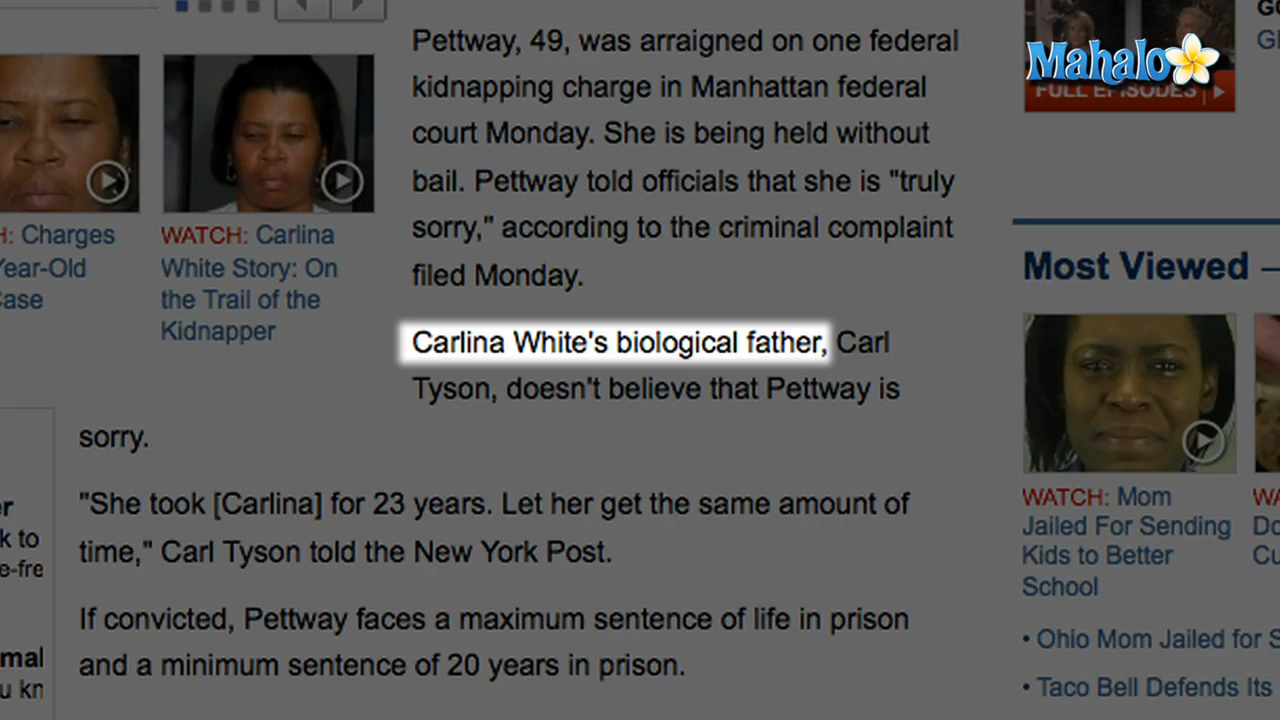 Mahalo
FULL EPISODES
Pettway, 49, was arraigned on one federal
kidnapping charge in Manhattan federal
court Monday. She is being held without
bail. Pettway told officials that she is "truly
sorry," according to the criminal complaint
filed Monday.
Carlina White's biological father, Carl
Tyson, doesn't believe that Pettway is
sorry.
"She took [Carlina] for 23 years. Let her get the same amount of
time," Carl Tyson told the New York Post.
If convicted, Pettway faces a maximum sentence of life in prison
and a minimum sentence of 20 years in prison.
H: Charges
Year-Old
Case
WATCH: Carlina
White Story: On
the Trail of the
Kidnapper
k to
e-fre
mal
u kn
Most Viewed
WATCH: Mom
Jailed For Sending
Kids to Better
School
• Ohio Mom Jailed for S
• Taco Bell Defends Its